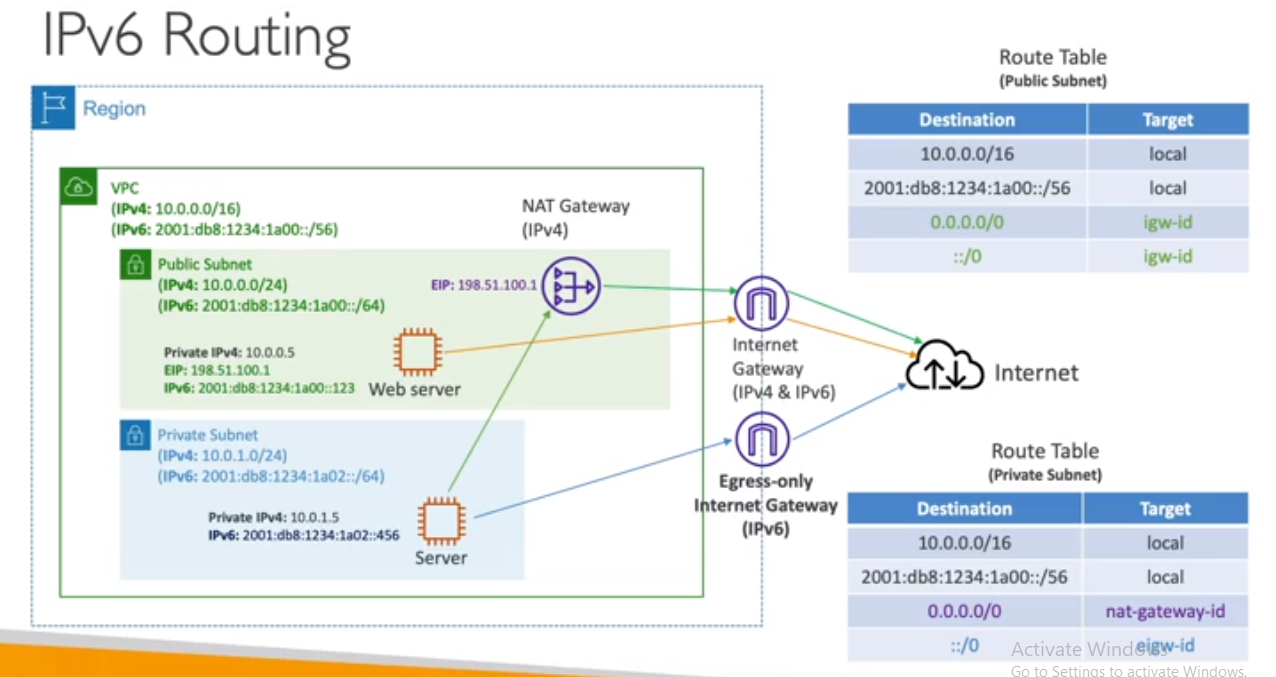 IPv6 Routing
Region
VPC
(IPv4: 10.0.0.0/16)
(IPv6: 2001:db8:1234:1a00::/56)
NAT Gateway
(IPv4)
Public Subnet
(IPv4: 10.0.0.0/24)
(IPv6: 2001:db8:1234:1a00::/64)
EIP: 198.51.100.1
Private IPv4: 10.0.0.5
EIP: 198.51.100.1
IPv6: 2001:db8:1234:1a00::123
Web server
Internet
Gateway
(IPv4 & IPv6)
Internet
Private Subnet
(IPv4: 10.0.1.0/24)
(IPv6: 2001:db8:1234:1a02::/64)
Private IPv4: 10.0.1.5
IPv6: 2001:db8:1234:1a02::456
Server
Egress-only
Internet Gateway
(IPv6)
Route Table
(Public Subnet)
Destination Target
10.0.0.0/16 local
2001:db8:1234:1a00::/56 local
0.0.0.0/0 igw-id
::/0 igw-id
Route Table
(Private Subnet)
Destination Target
10.0.0.0/16 local
2001:db8:1234:1a00::/56 local
0.0.0.0/0 nat-gateway-id
::/0 eigw-id
Activate Windows
Go to Settings to activate Windows.